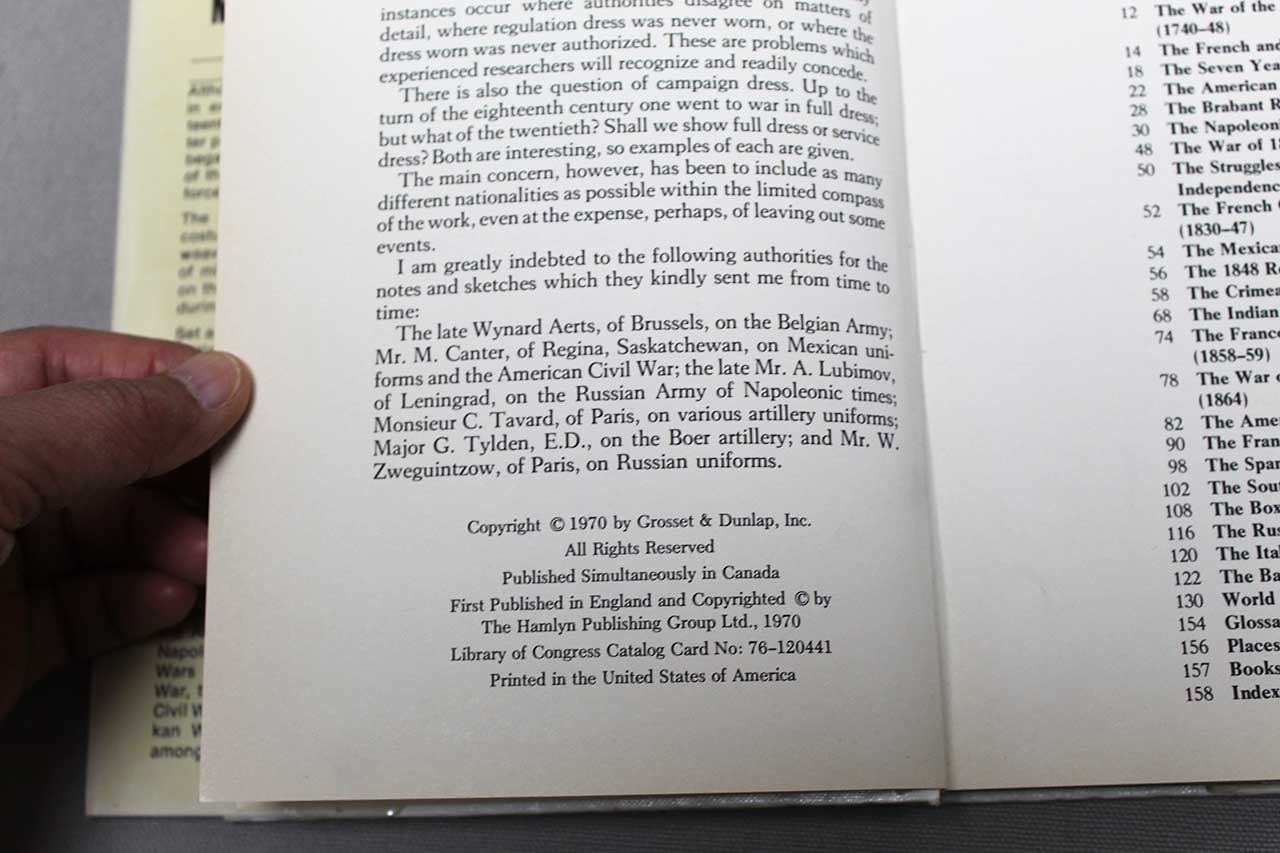 instances occur where authorities disagree on matters of
detail, where regulation dress was never worn, or where the
dress worn was never authorized. These are problems which
experienced researchers will recognize and readily concede.
There is also the question of campaign dress. Up to the
turn of the eighteenth century one went to war in full dress;
but what of the twentieth? Shall we show full dress or service
dress? Both are interesting, so examples of each are given.
The main concern, however, has been to include as many
different nationalities as possible within the limited compass
of the work, even at the expense, perhaps, of leaving out some
events.
I am greatly indebted to the following authorities for the
notes and sketches which they kindly sent me from time to
time:
The late Wynard Aerts, of Brussels, on the Belgian Army;
Mr. M. Canter, of Regina, Saskatchewan, on Mexican uni-
forms and the American Civil War; the late Mr. A. Lubimov,
of Leningrad, on the Russian Army of Napoleonic times;
Monsieur C. Tavard, of Paris, on various artillery uniforms;
Major G. Tylden, E.D., on the Boer artillery; and Mr. W.
Zweguintzow, of Paris, on Russian uniforms.
Copyright © 1970 by Grosset & Dunlap, Inc.
All Rights Reserved
Published Simultaneously in Canada
First Published in England and Copyrighted © by
The Hamlyn Publishing Group Ltd., 1970
Library of Congress Catalog Card No: 76-120441
Printed in the United States of America
12 The War of the
(1740–48)
14 The French and
18 The Seven Yea
22 The American
28 The Brabant R
30 The Napoleoni
48 The War of 18
50 The Struggles
Independenc
52 The French
(1830–47)
54 The Mexica
56 The 1848 Re
58 The Crimea
68 The Indian
74 The France
(1858–59)
78 The War
(1864)
82 The Ame
90 The Fran
98 The Span
102 The Sout
108 The Box
116 The Rus
120 The Ita
122 The Ba
130 World
154 Glossa
156 Places
157 Books
158 Index
The
Set a
Napol
Wars
War, t
Civil W
kan W
among